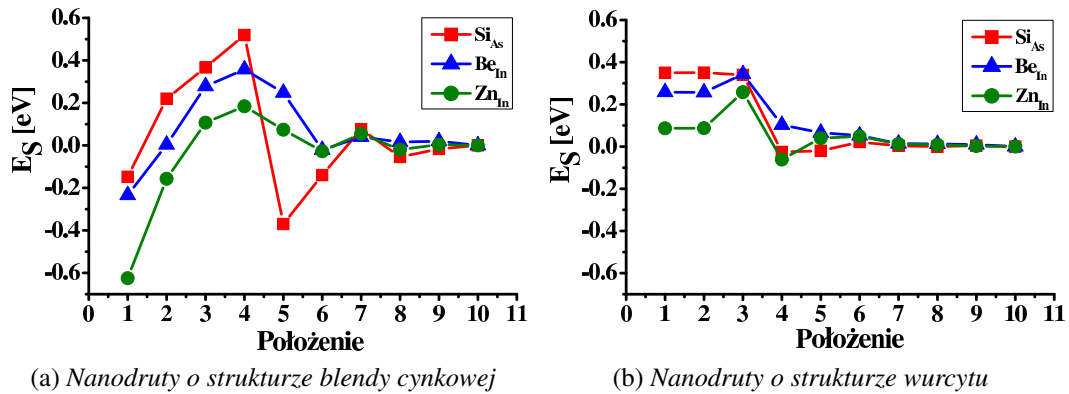 0.6
0.4
0.2
0.0
-0.2
-0.4
-0.6
E_S [eV]
0 1 2 3 4 5 6 7 8 9 10 11
Położenie
Si_As
Be_In
Zn_In
(a) Nanodruty o strukturze blendy cynkowej
0.6
0.4
0.2
0.0
-0.2
-0.4
-0.6
E_S [eV]
0 1 2 3 4 5 6 7 8 9 10 11
Położenie
Si_As
Be_In
Zn_In
(b) Nanodruty o strukturze wurcytu